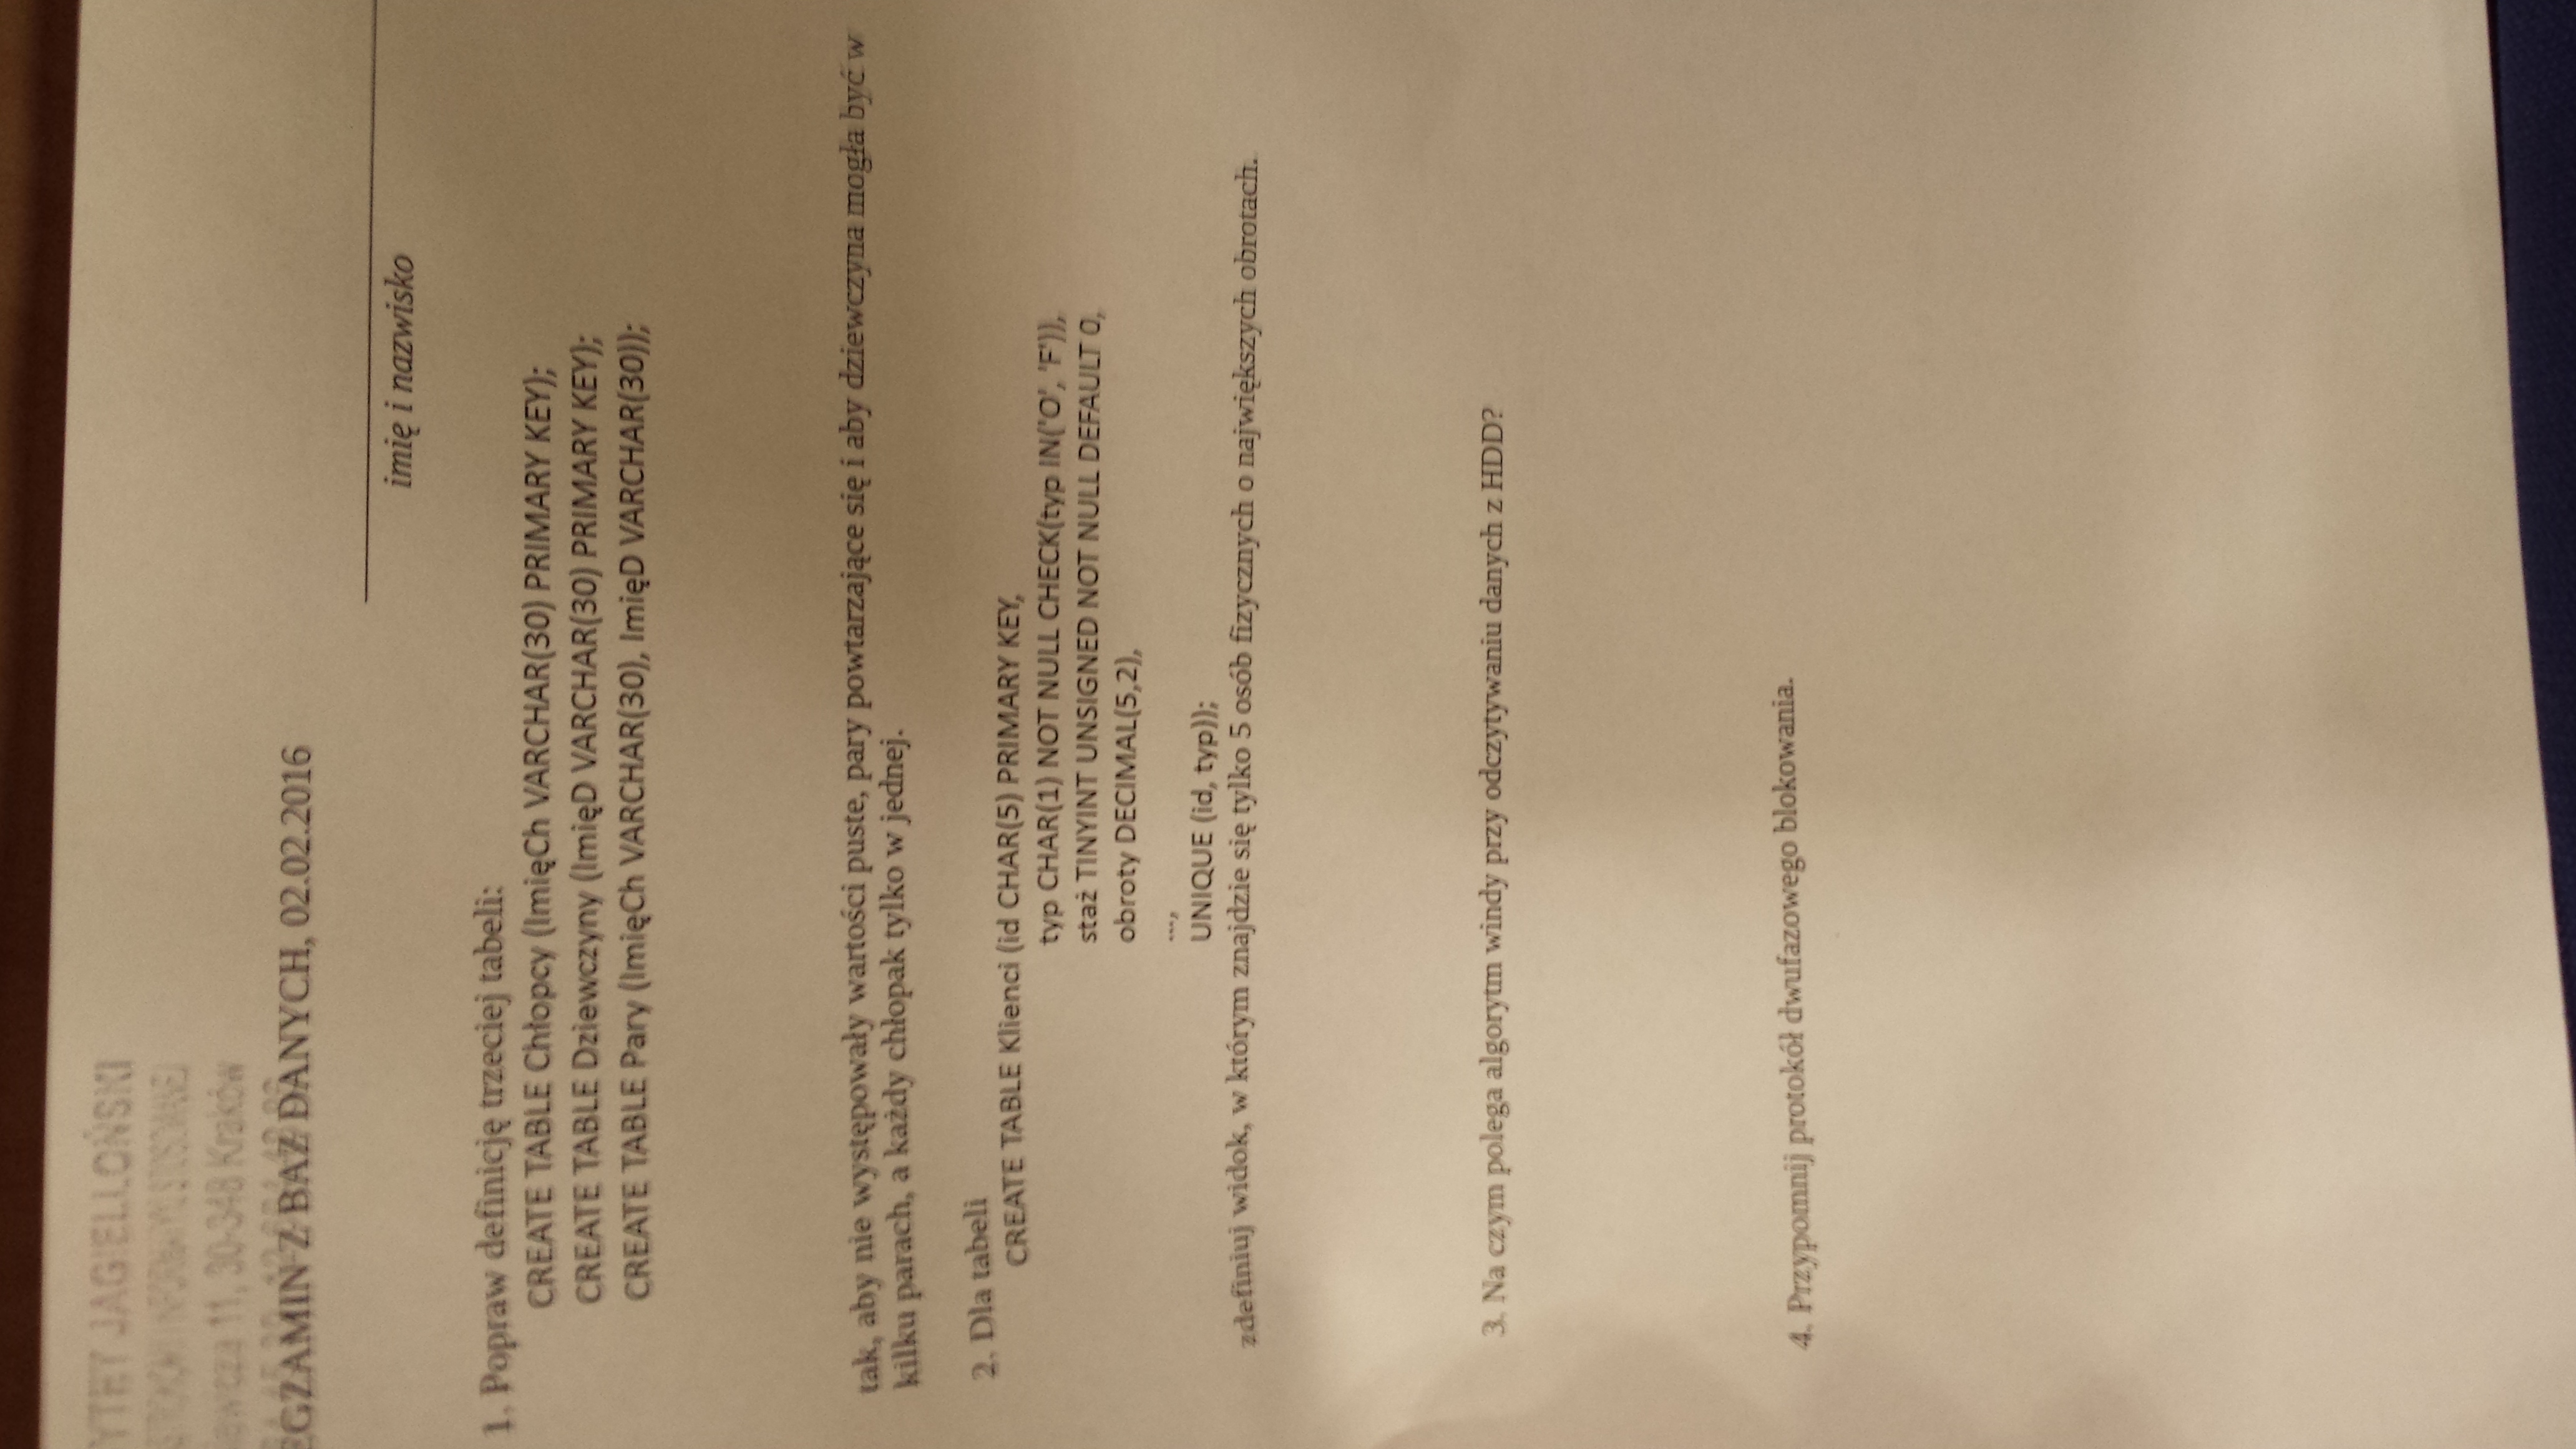 YTET JAGIELLOŃSKI
11, 30-348 Kraków
EGZAMIN Z BAZ DANYCH, 02.02.2016
imię i nazwisko
1. Popraw definicję trzeciej tabeli:
CREATE TABLE Chłopcy (ImięCh VARCHAR(30) PRIMARY KEY);
CREATE TABLE Dziewczyny (ImięD VARCHAR(30) PRIMARY KEY);
CREATE TABLE Pary (ImięCh VARCHAR(30), ImięD VARCHAR(30));
tak, aby nie występowały wartości puste, pary powtarzające się i aby dziewczyna mogła być w
kilku parach, a każdy chłopak tylko w jednej.
2. Dla tabeli
CREATE TABLE Klienci (id CHAR(5) PRIMARY KEY,
typ CHAR(1) NOT NULL CHECK(typ IN('O', 'F')),
staż TINYINT UNSIGNED NOT NULL DEFAULT 0,
obroty DECIMAL(5,2),
...,
UNIQUE (id, typ));
zdefiniuj widok, w którym znajdzie się tylko 5 osób fizycznych o największych obrotach.
3. Na czym polega algorytm windy przy odczytywaniu danych z HDD?
4. Przypomnij protokół dwufazowego blokowania.